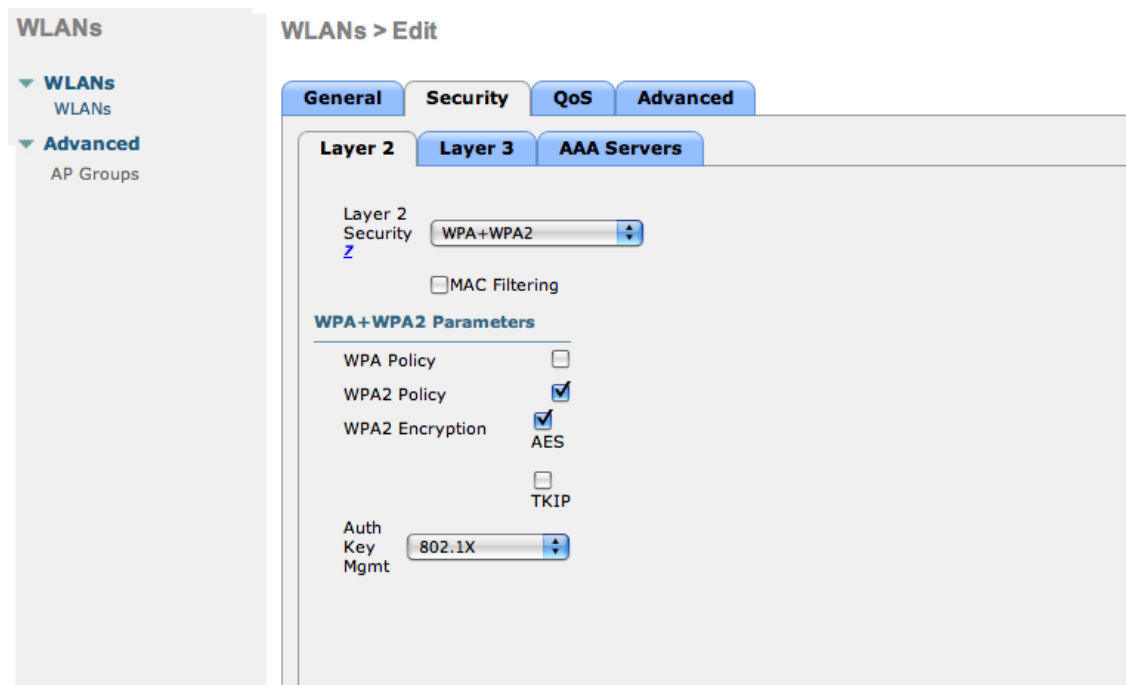 WLANs
WLANs
WLANs
Advanced
AP Groups
WLANs > Edit
General Security QoS Advanced
Layer 2 Layer 3 AAA Servers
Layer 2
Security
7
WPA+WPA2
MAC Filtering
WPA+WPA2 Parameters
WPA Policy
WPA2 Policy
WPA2 Encryption
AES
TKIP
Auth
Key
Mgmt
802.1X